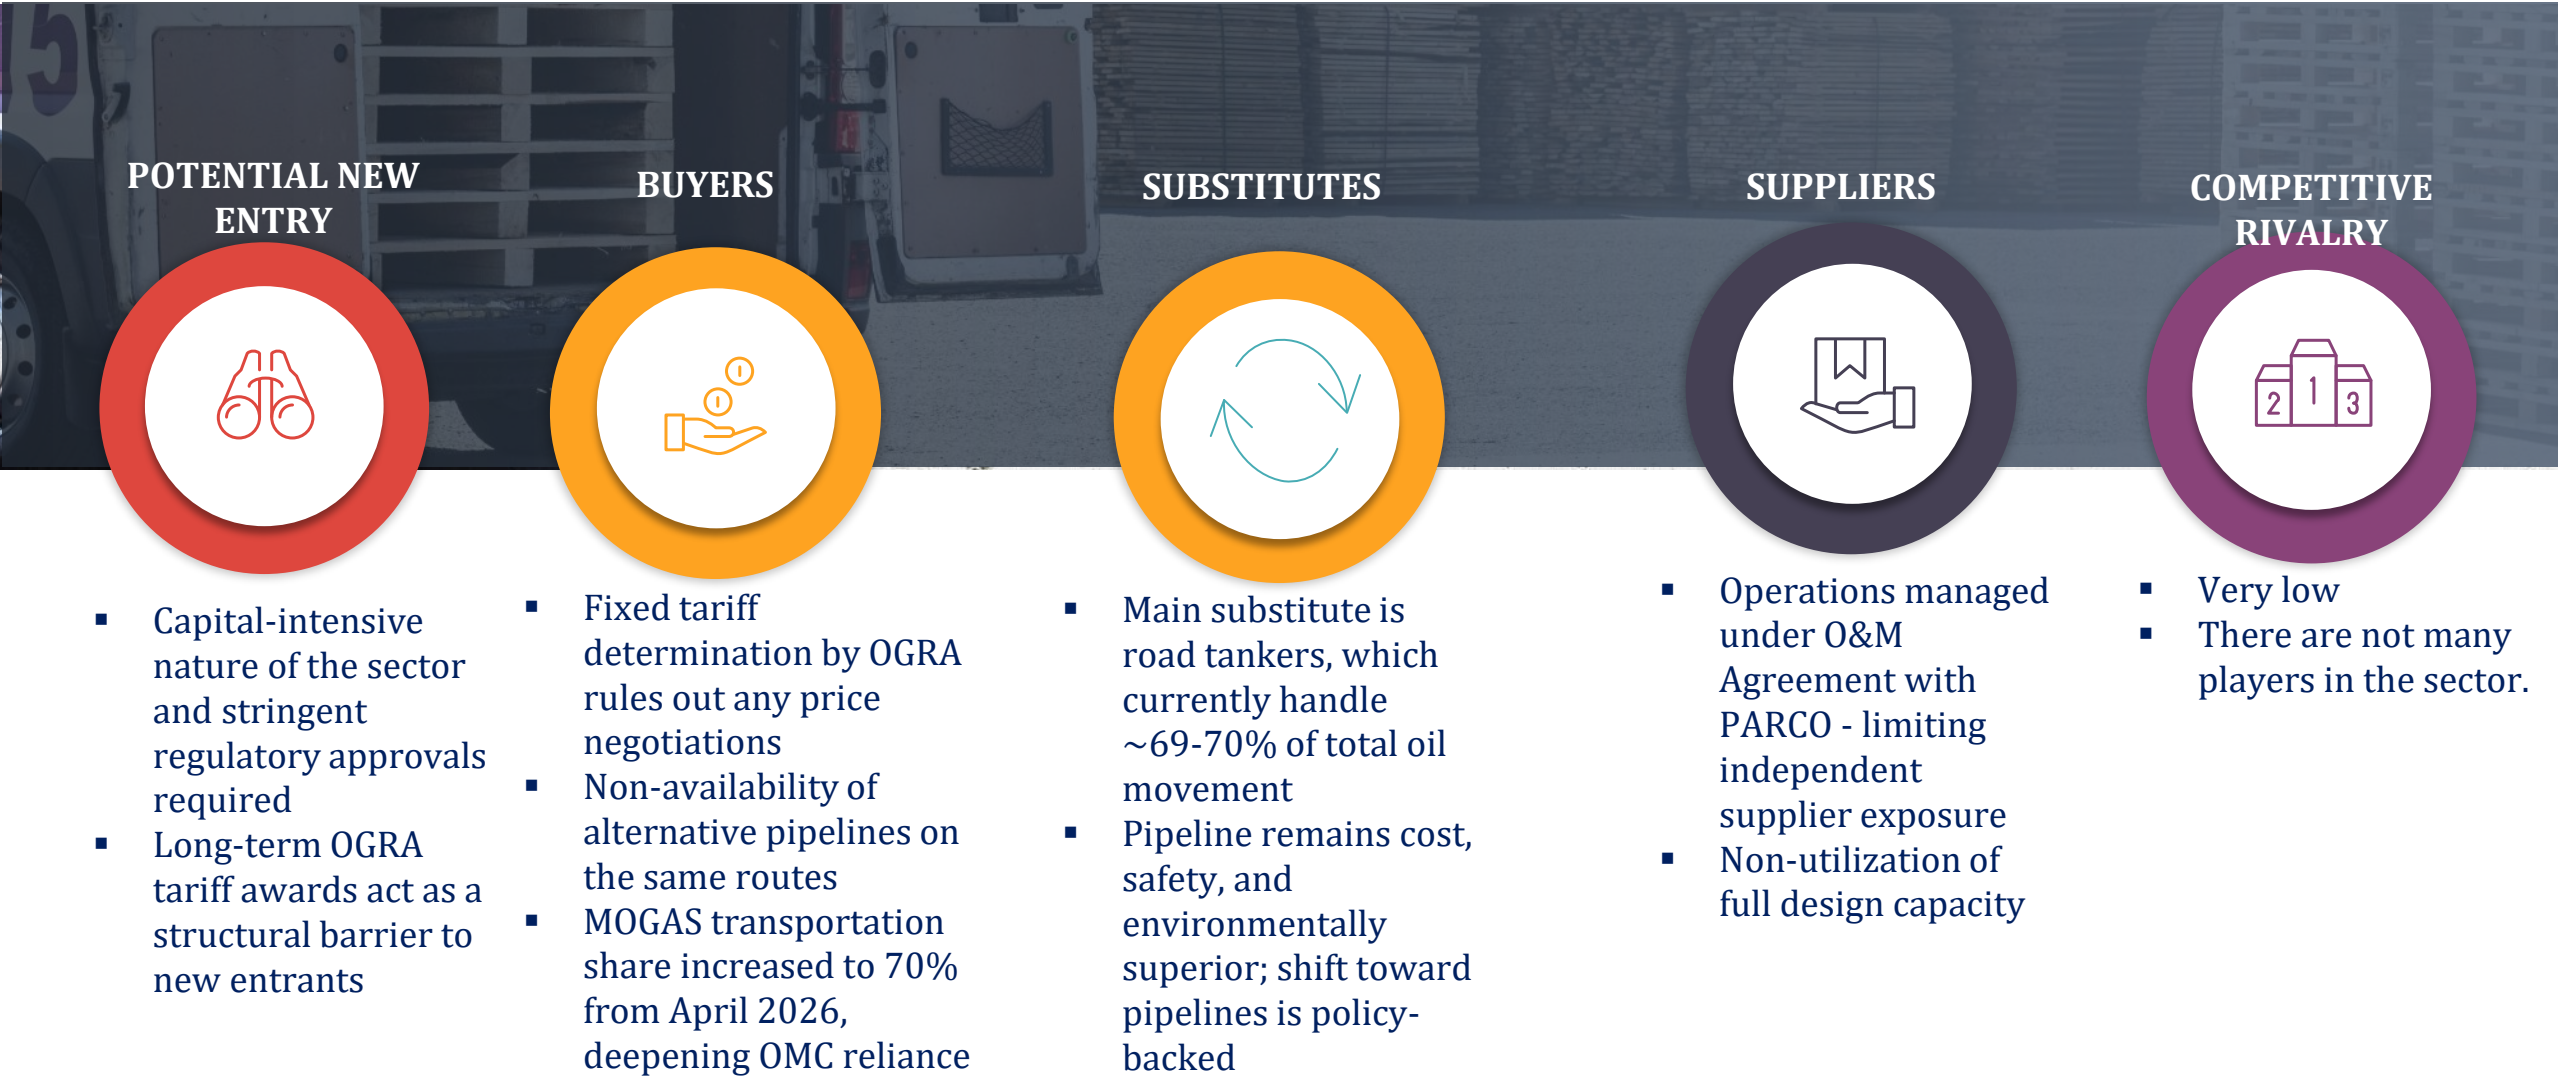 POTENTIAL NEW
ENTRY
Capital-intensive
nature of the sector
and stringent
regulatory approvals
required
Long-term OGRA
tariff awards act as a
structural barrier to
new entrants
BUYERS
Fixed tariff
determination by OGRA
rules out any price
negotiations
Non-availability of
alternative pipelines on
the same routes
MOGAS transportation
share increased to 70%
from April 2026,
deepening OMC reliance
SUBSTITUTES
Main substitute is
road tankers, which
currently handle
~69-70% of total oil
movement
Pipeline remains cost,
safety, and
environmentally
superior; shift toward
pipelines is policy-
backed
SUPPLIERS
Operations managed
under O&M
Agreement with
PARCO - limiting
independent
supplier exposure
Non-utilization of
full design capacity
COMPETITIVE
RIVALRY
2 1 3
Very low
There are not many
players in the sector.
5